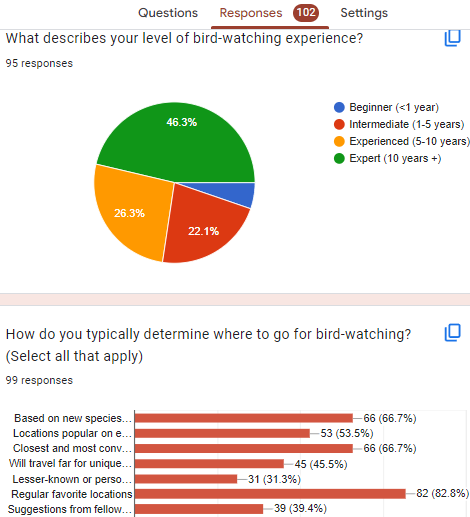 Questions Responses 102 Settings
What describes your level of bird-watching experience?
95 responses
46.3%
26.3%
22.1%
Beginner (<1 year)
Intermediate (1-5 years)
Experienced (5-10 years)
Expert (10 years +)
How do you typically determine where to go for bird-watching?
(Select all that apply)
99 responses
Based on new species... 66 (66.7%)
Locations popular on e... 53 (53.5%)
Closest and most conv... 66 (66.7%)
Will travel far for unique... 45 (45.5%)
Lesser-known or perso... 31 (31.3%)
Regular favorite locations 82 (82.8%)
Suggestions from fellow... 39 (39.4%)